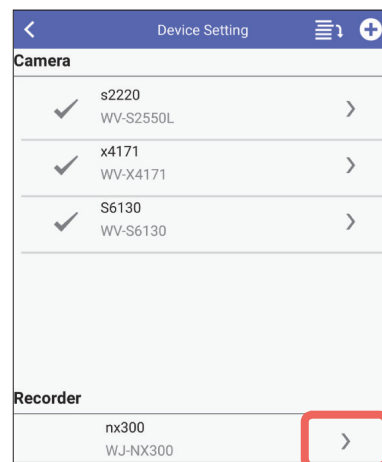 Device Setting
Camera
s2220
WV-S2550L
x4171
WV-X4171
S6130
WV-S6130
Recorder
nx300
WJ-NX300